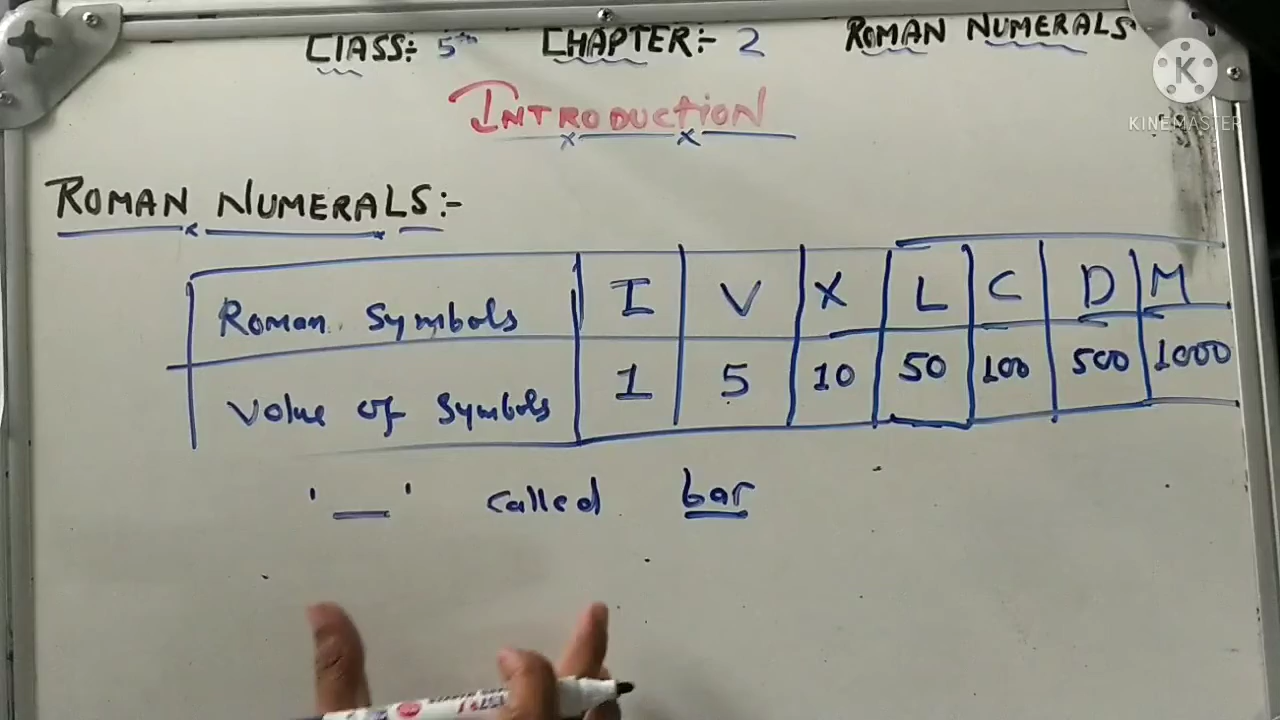 CLASS:- 5th CHAPTER:- 2 ROMAN NUMERALS
K
KINEMASTER
INTRODUCTION
ROMAN NUMERALS:-
Roman Symbols I V X L C D M
Value of Symbols 1 5 10 50 100 500 1000
'__' called bar